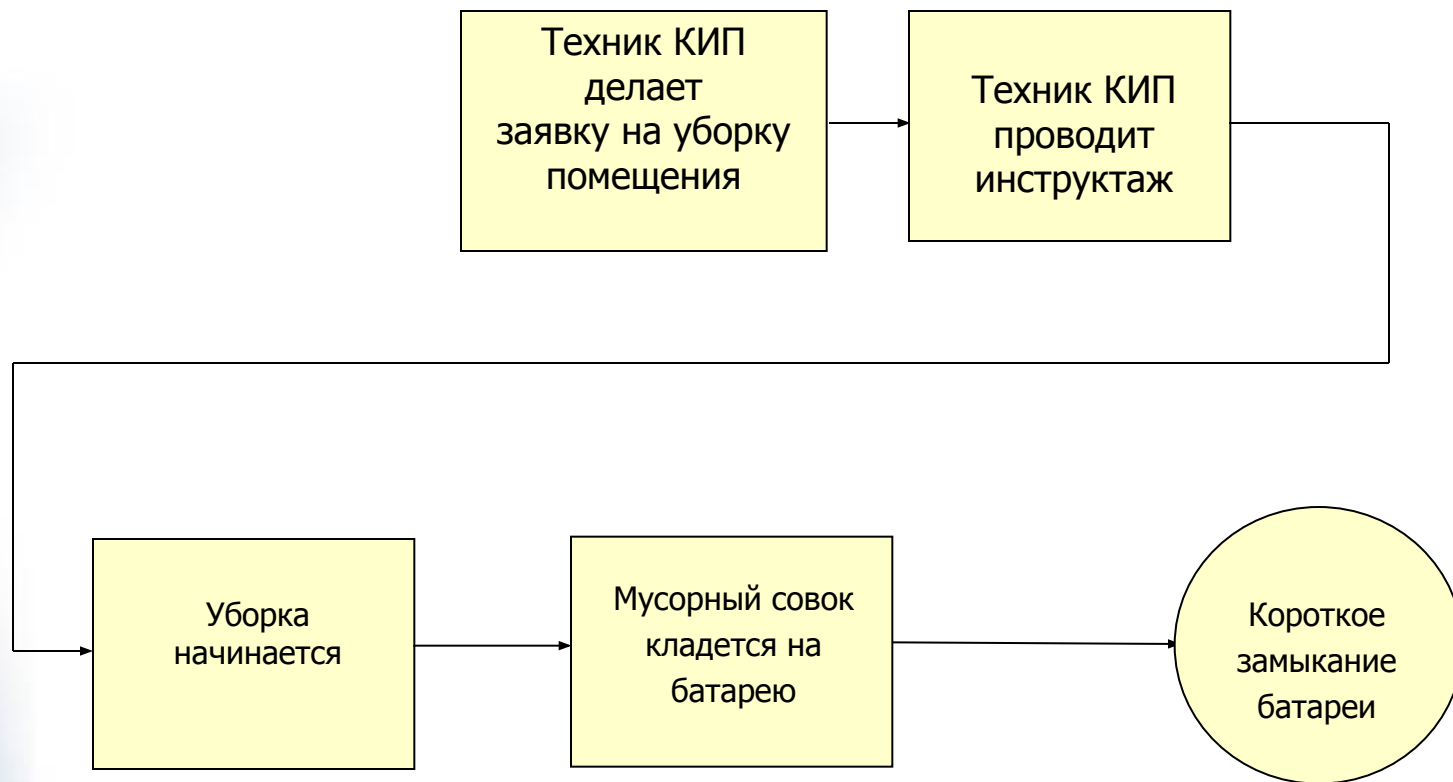 Техник КИП
делает
заявку на уборку
помещения
Техник КИП
проводит
инструктаж
Уборка
начинается
Мусорный совок
кладется на
батарею
Короткое
замыкание
батареи